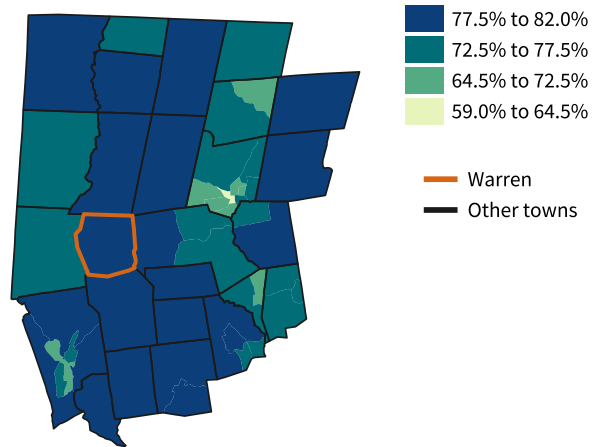 77.5% to 82.0%
72.5% to 77.5%
64.5% to 72.5%
59.0% to 64.5%
Warren
Other towns